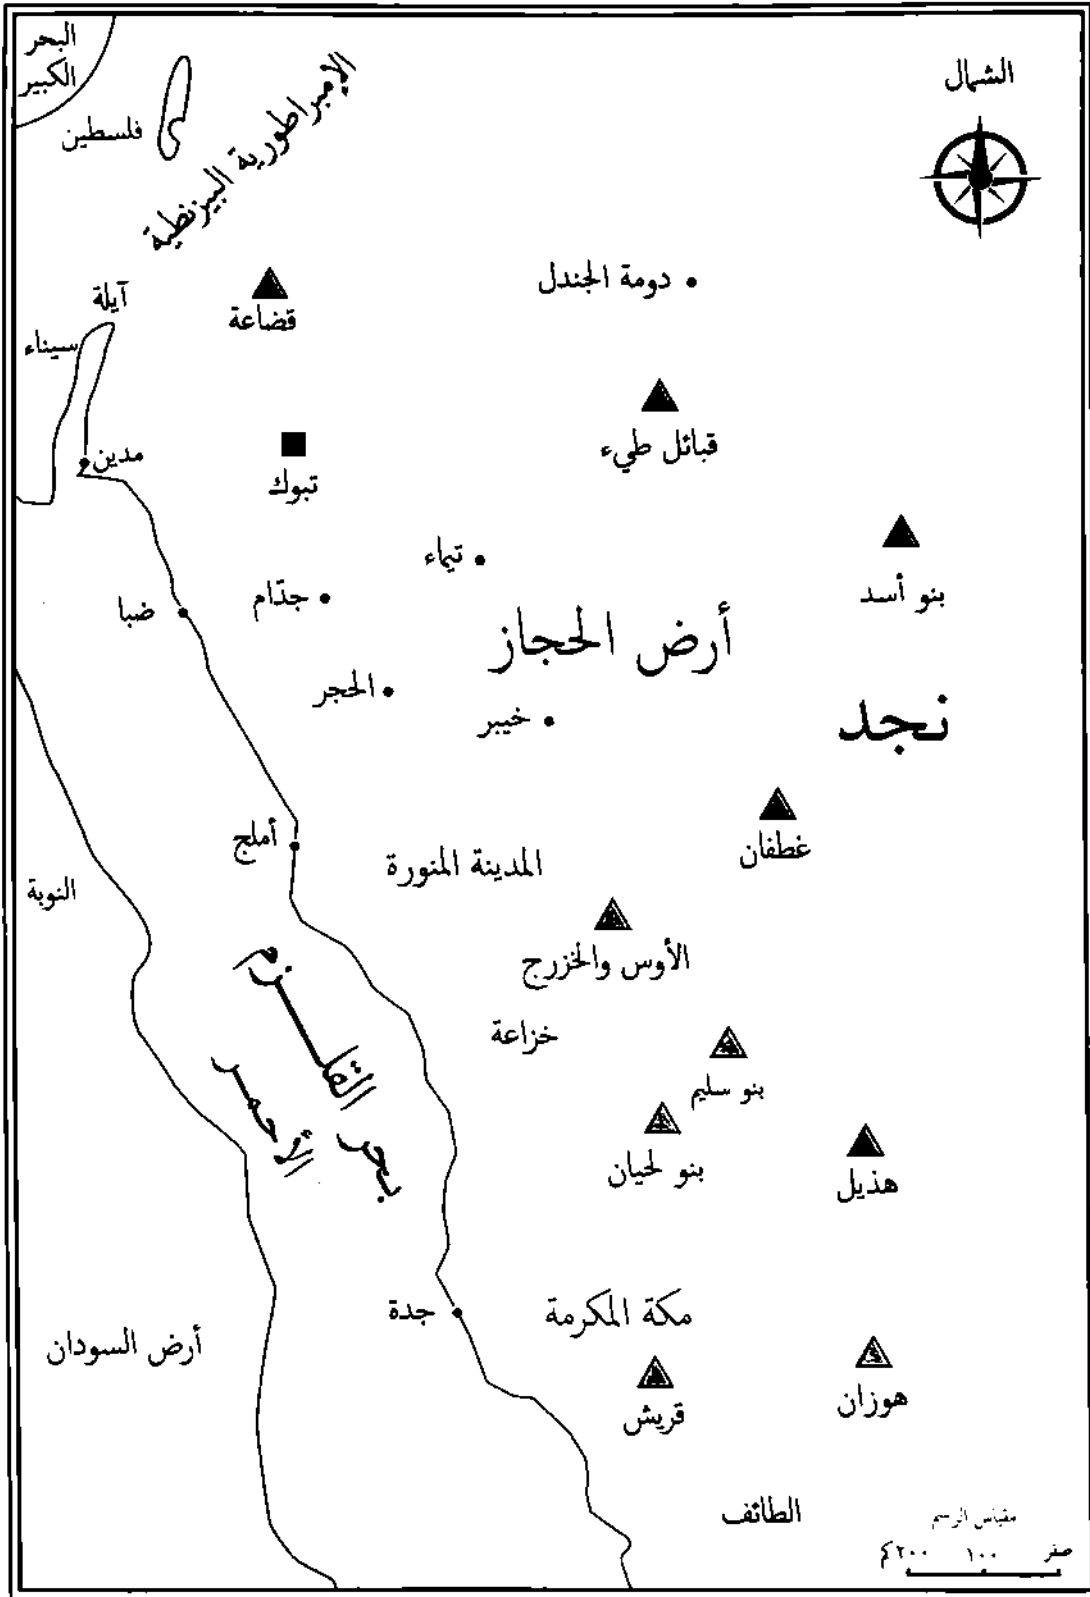 البحر
الكبير
الشمال
فلسطين
الإمبراطورية البيزنطية
دومة الجندل
آيلة
قضاعة
سيناء
قبائل طيء
مدين
تبوك
تيماء
بنو أسد
جذام
ضبا
أرض الحجاز
الحجر
خيبر
نجد
أملج
غطفان
المدينة المنورة
النوبة
الأوس والخزرج
خزاعة
بنو سليم
بحر القلزم
الأحمر
بنو لحيان
هذيل
جدة
مكة المكرمة
أرض السودان
قريش
هوزان
الطائف
مقياس الرسم
صفر ١٠٠ ٢٠٠كم